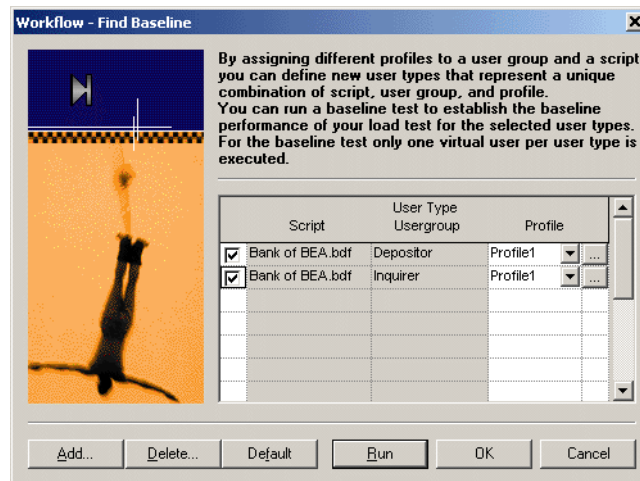 Workflow - Find Baseline
By assigning different profiles to a user group and a script
you can define new user types that represent a unique
combination of script, user group, and profile.
You can run a baseline test to establish the baseline
performance of your load test for the selected user types.
For the baseline test only one virtual user per user type is
executed.
User Type
Script Usergroup Profile
Bank of BEA.bdf Depositor Profile1 ...
Bank of BEA.bdf Inquirer Profile1 ...
Add... Delete... Default Run OK Cancel